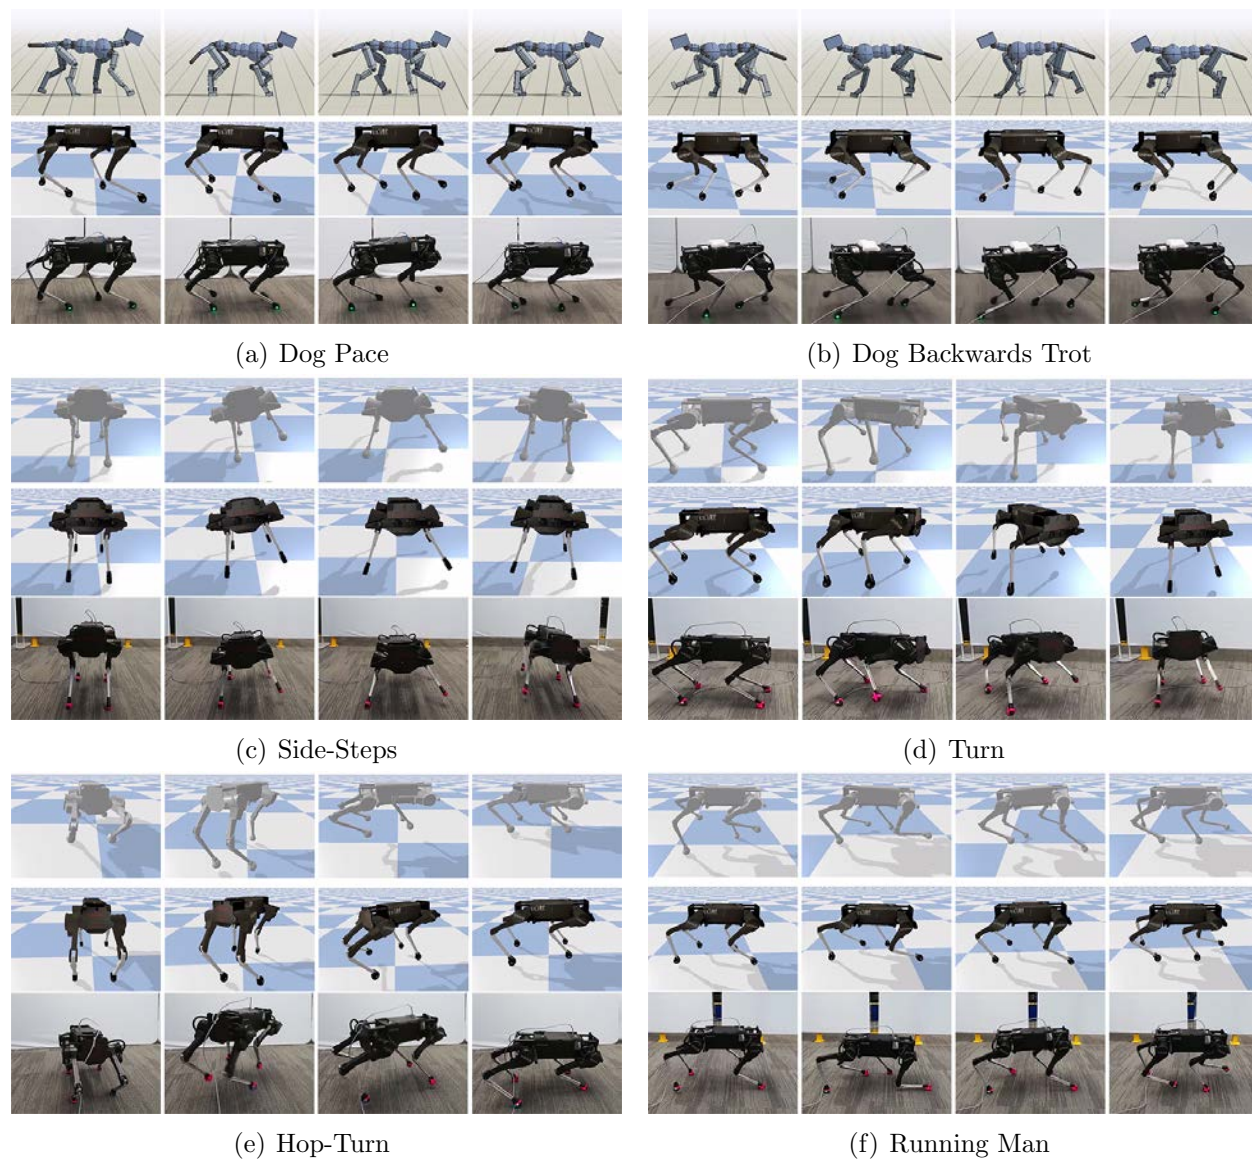 (a) Dog Pace
(b) Dog Backwards Trot
(c) Side-Steps
(d) Turn
(e) Hop-Turn
(f) Running Man